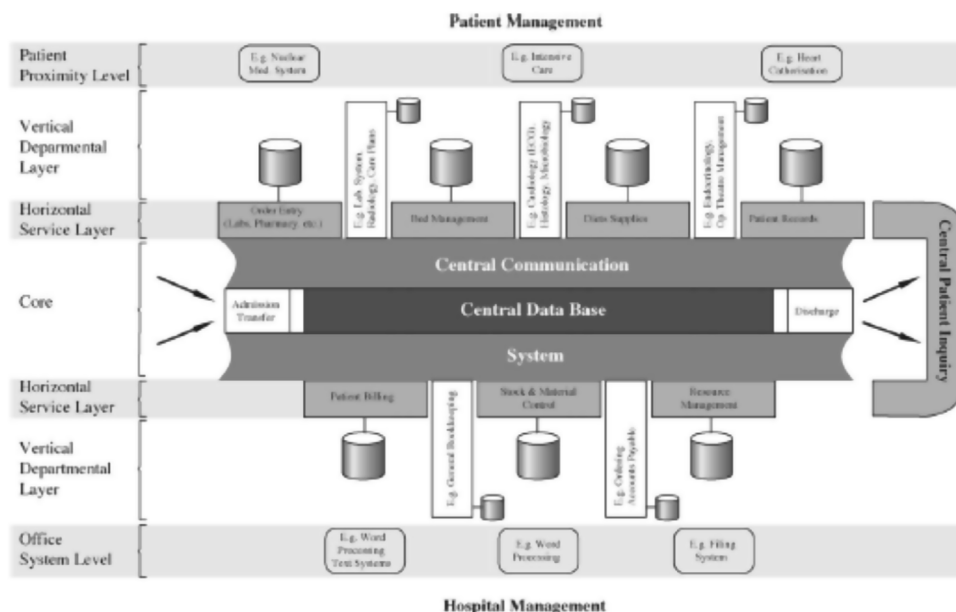 Patient Management
Patient
Proximity Level
E.g. Nuclear
Med. System
E.g. Intensive
Care
E.g. Heart
Catherisation
Vertical
Deparmental
Layer
E.g. Lab. System,
Radiology, Care Plans
E.g. Cardiology (ECG),
Histology, Microbiology
E.g. Endocrinology,
Op. Theatre Management
Horizontal
Service Layer
Order Entry
(Labs, Pharmacy, etc.)
Bed Management
Diets Supplies
Patient Records
Central Patient Inquiry
Core
Central Communication
Admission
Transfer
Central Data Base
Discharge
System
Horizontal
Service Layer
Patient Billing
Stock & Material
Control
Resource
Management
Vertical
Departmental
Layer
E.g. General Bookkeeping
E.g. Ordering
Accounts Payable
Office
System Level
E.g. Word
Processing
Text Systems
E.g. Word
Processing
E.g. Filing
System
Hospital Management